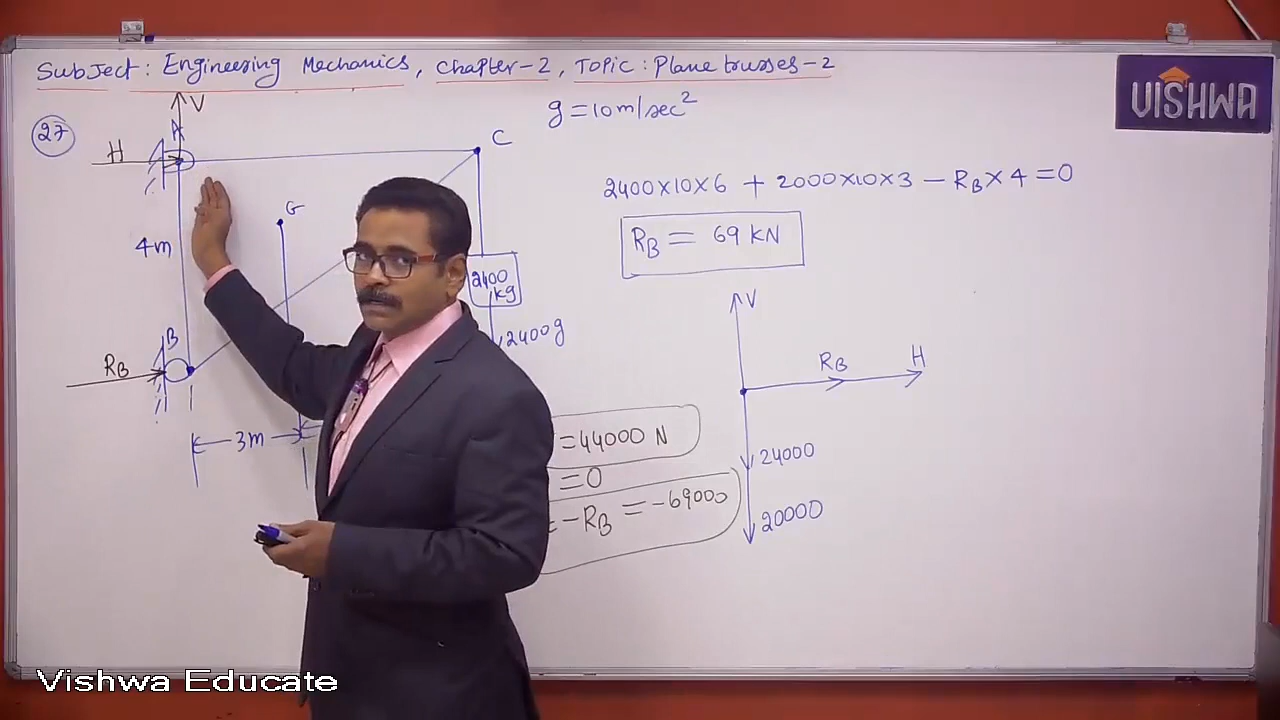 Subject: Engineering Mechanics, Chapter-2, Topic: Plane trusses-2
VISHWA
g = 10 m/sec²
27
V
A
H
C
2400×10×6 + 2000×10×3 − R_B×4 = 0
G
R_B = 69 KN
4m
2400
kg
2400g
B
R_B
V
R_B
H
3m
= 44000 N
= 0
= −R_B = −69000
24000
20000
Vishwa Educate